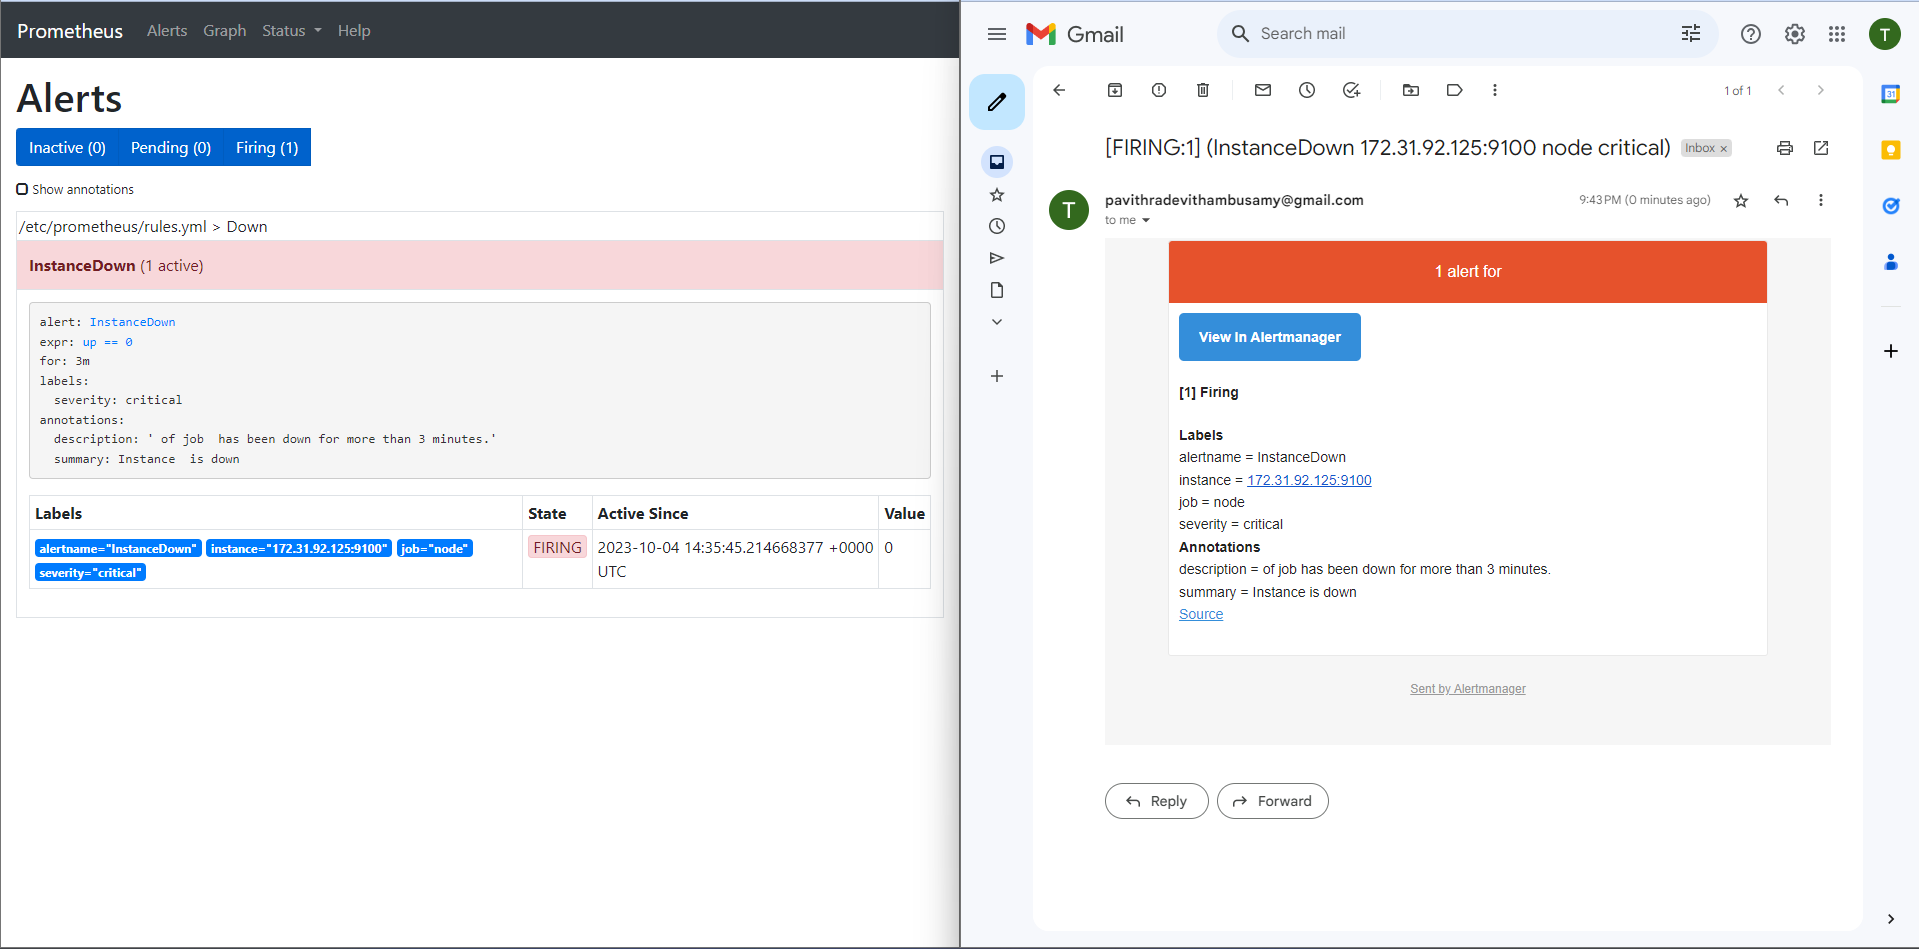 Prometheus Alerts Graph Status Help
Alerts
Inactive (0) Pending (0) Firing (1)
Show annotations
/etc/prometheus/rules.yml > Down
InstanceDown (1 active)
alert: InstanceDown
expr: up == 0
for: 3m
labels:
  severity: critical
annotations:
  description: ' of job  has been down for more than 3 minutes.'
  summary: Instance  is down
Labels State Active Since Value
alertname="InstanceDown" instance="172.31.92.125:9100" job="node" FIRING 2023-10-04 14:35:45.214668377 +0000 0
severity="critical" UTC
Gmail Search mail T
31
1 of 1
[FIRING:1] (InstanceDown 172.31.92.125:9100 node critical) Inbox ×
T pavithradevithambusamy@gmail.com 9:43 PM (0 minutes ago)
to me
1 alert for
View In Alertmanager
[1] Firing
Labels
alertname = InstanceDown
instance = 172.31.92.125:9100
job = node
severity = critical
Annotations
description = of job has been down for more than 3 minutes.
summary = Instance is down
Source
Sent by Alertmanager
Reply Forward